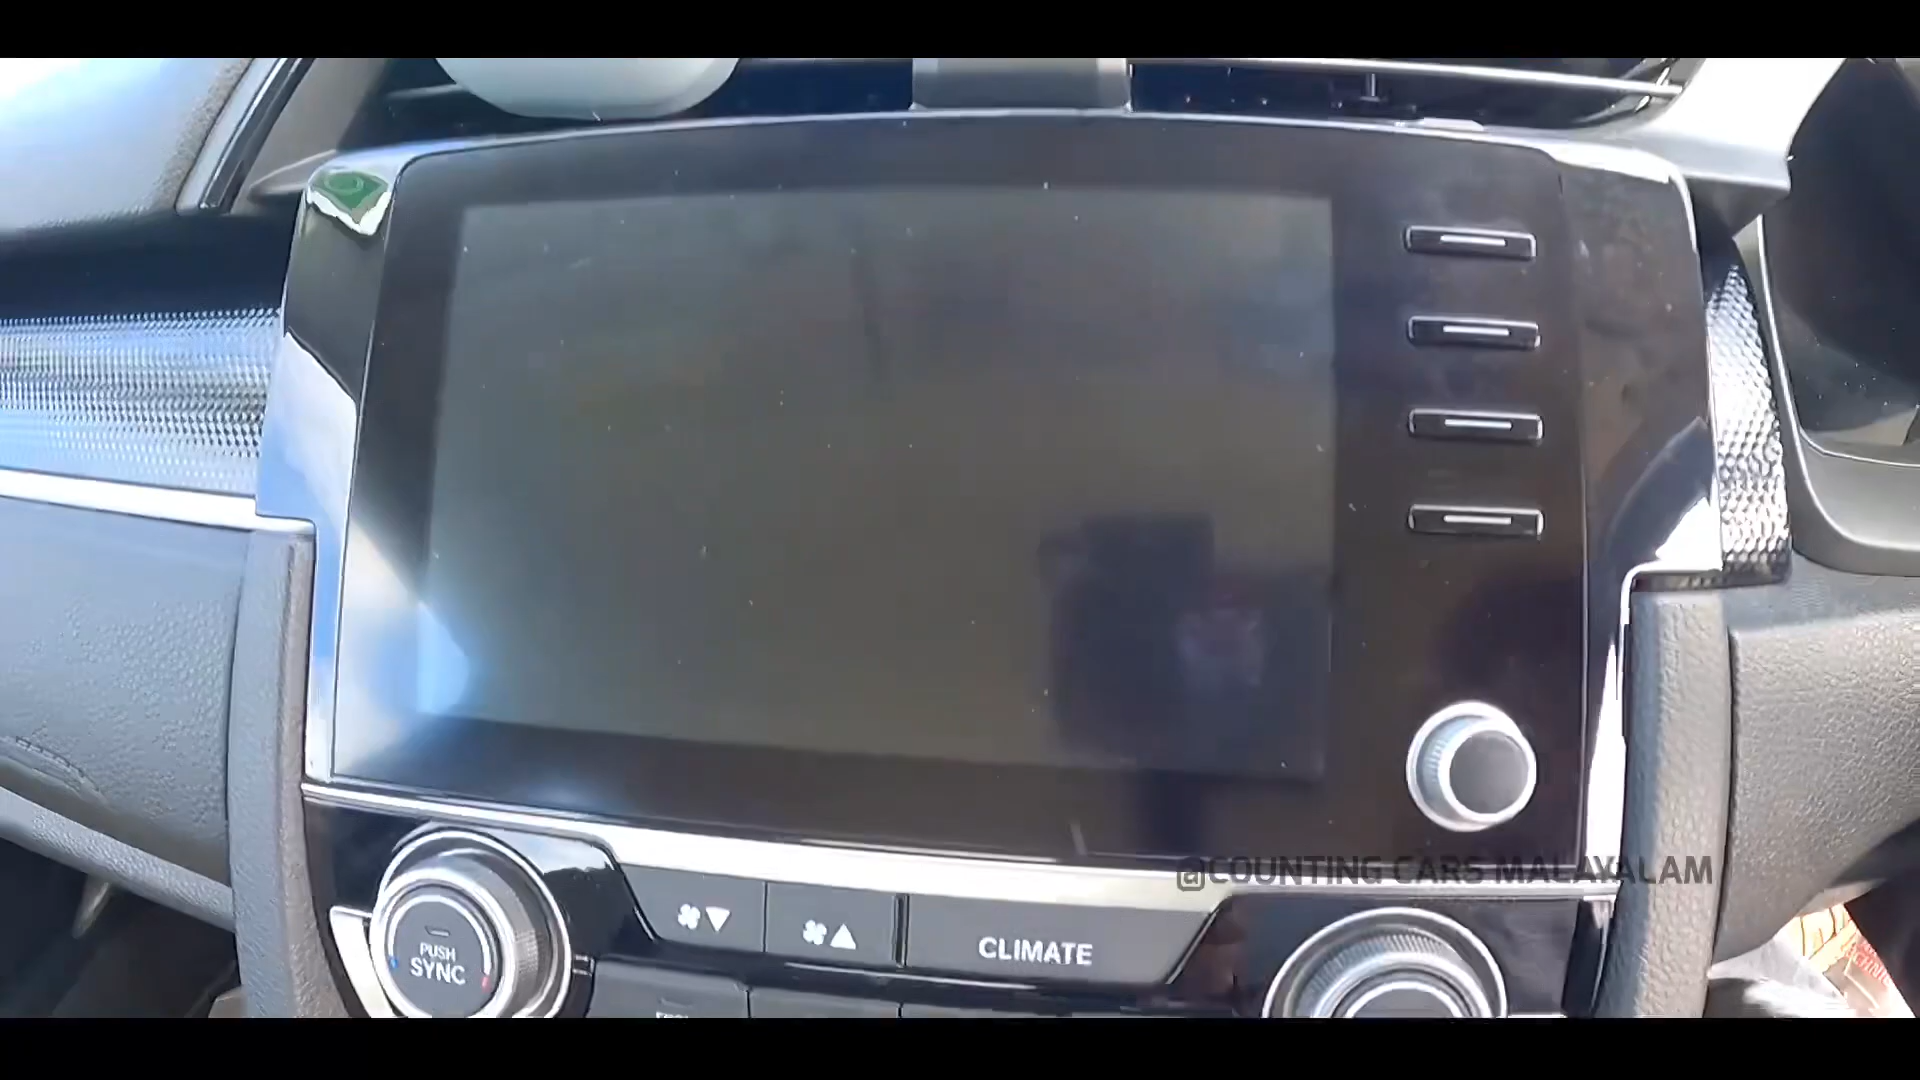 @COUNTING CARS MALAYALAM
CLIMATE
PUSH
SYNC